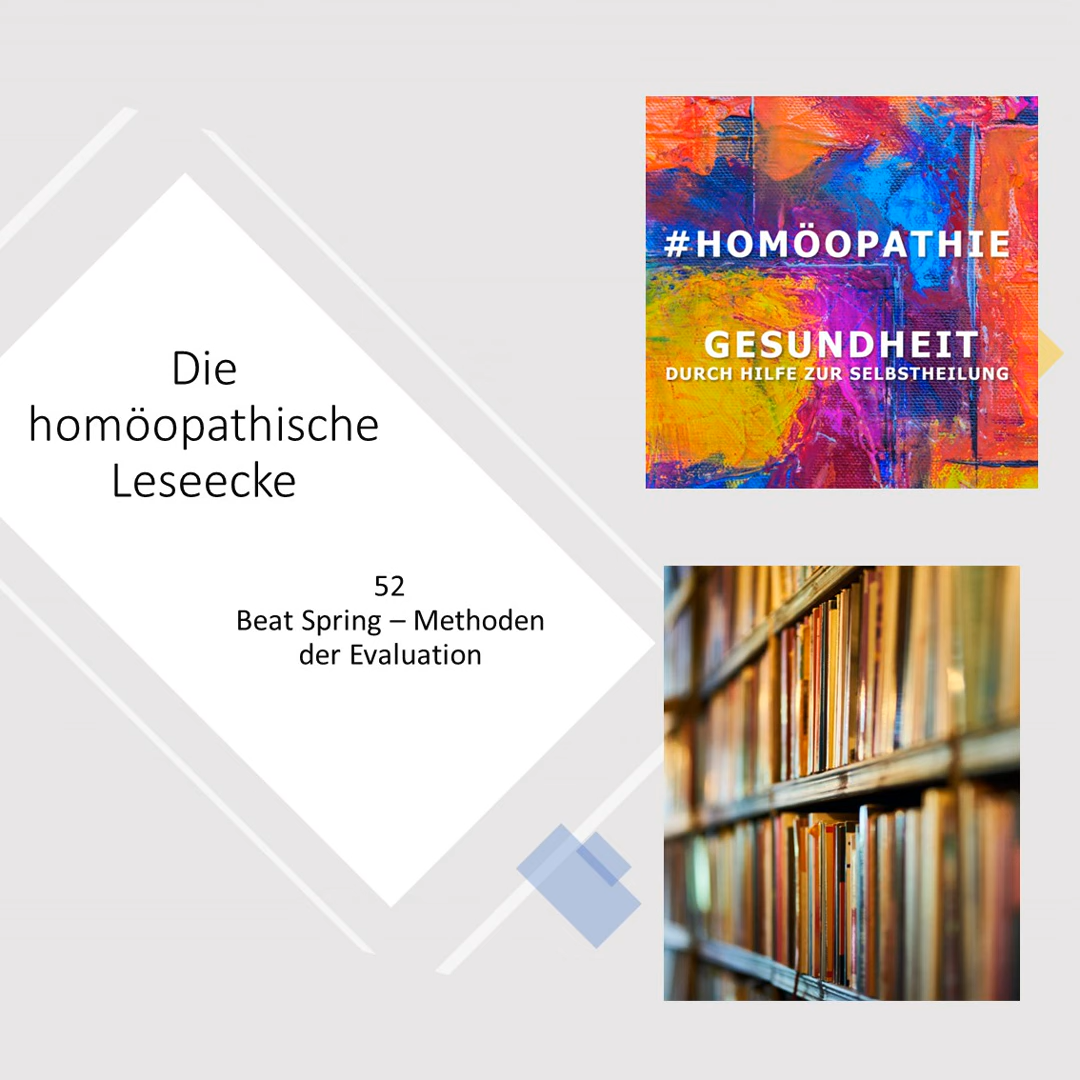 Die
homöopathische
Leseecke
52
Beat Spring – Methoden
der Evaluation
#HOMÖOPATHIE
GESUNDHEIT
DURCH HILFE ZUR SELBSTHEILUNG